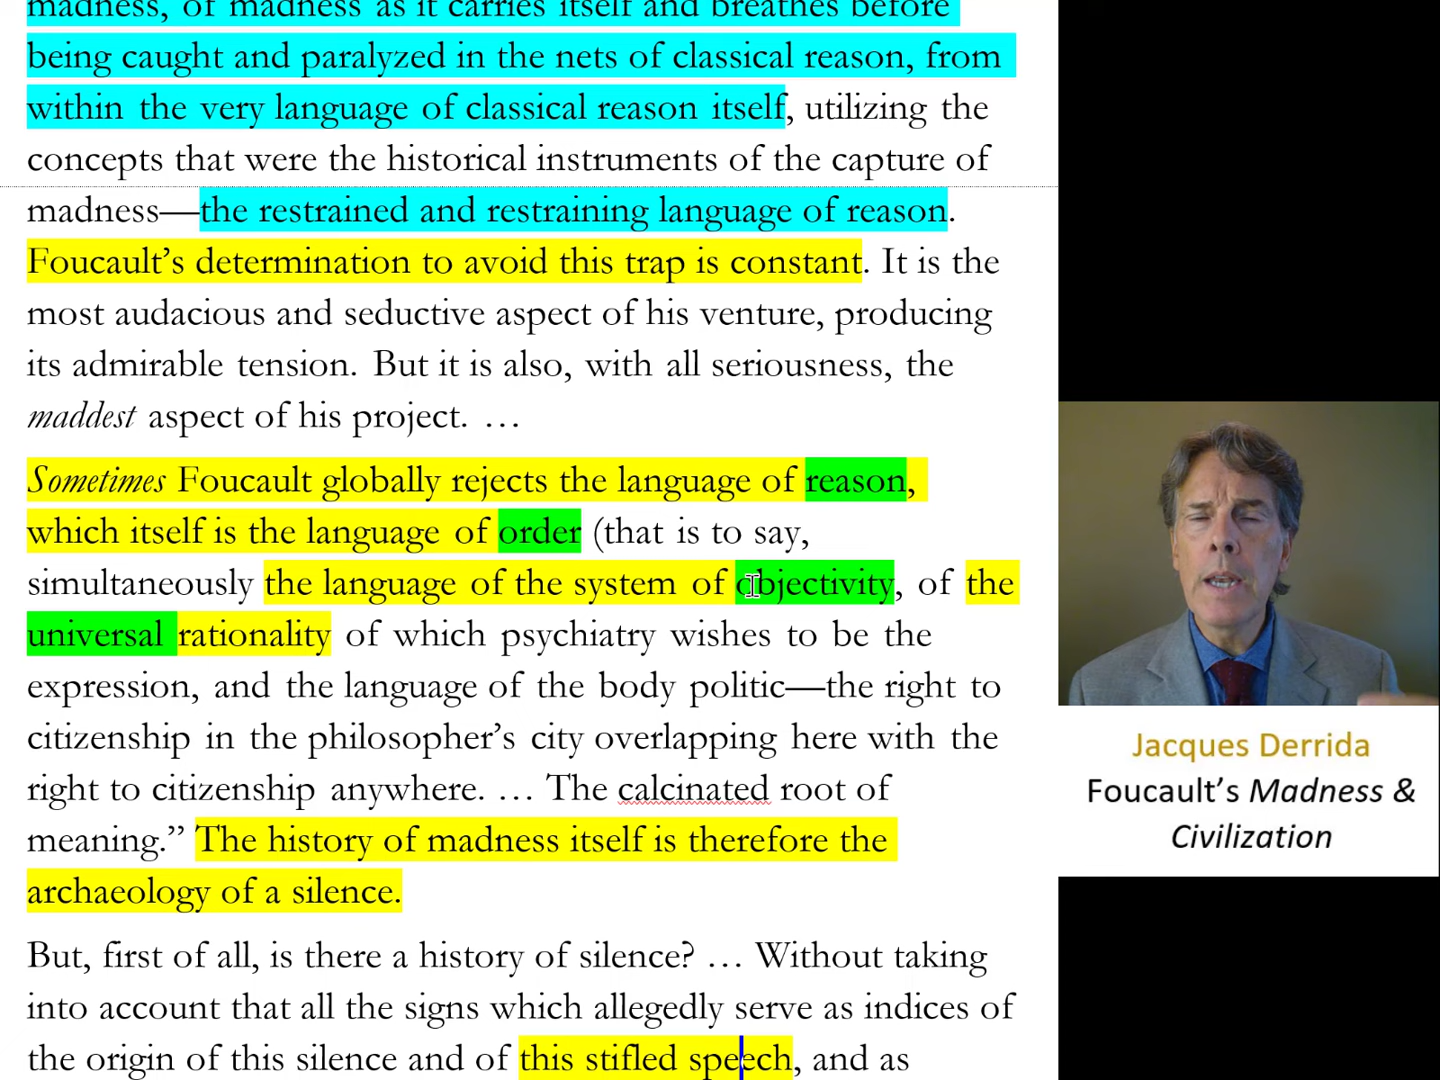 madness, of madness as it carries itself and breathes before
being caught and paralyzed in the nets of classical reason, from
within the very language of classical reason itself, utilizing the
concepts that were the historical instruments of the capture of
madness—the restrained and restraining language of reason.
Foucault’s determination to avoid this trap is constant. It is the
most audacious and seductive aspect of his venture, producing
its admirable tension. But it is also, with all seriousness, the
maddest aspect of his project. …
Sometimes Foucault globally rejects the language of reason,
which itself is the language of order (that is to say,
simultaneously the language of the system of objectivity, of the
universal rationality of which psychiatry wishes to be the
expression, and the language of the body politic—the right to
citizenship in the philosopher’s city overlapping here with the
right to citizenship anywhere. … The calcinated root of
meaning.” The history of madness itself is therefore the
archaeology of a silence.
But, first of all, is there a history of silence? … Without taking
into account that all the signs which allegedly serve as indices of
the origin of this silence and of this stifled speech, and as
Jacques Derrida
Foucault’s Madness &
Civilization